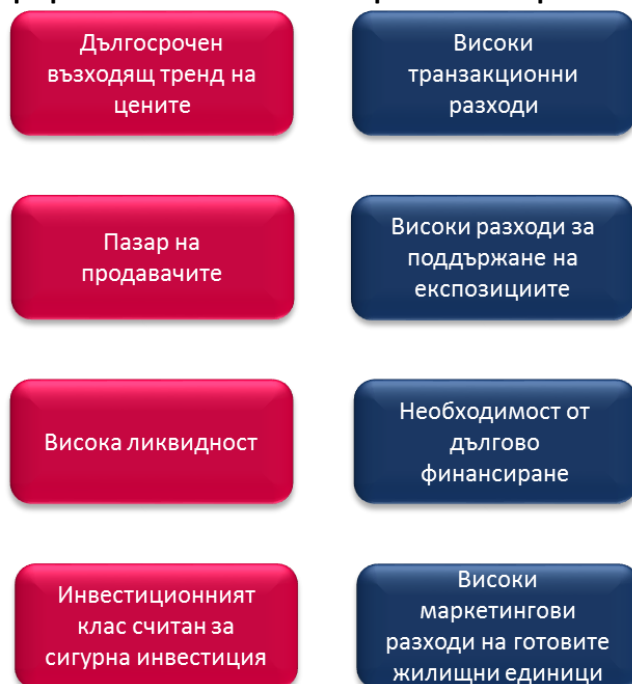 Дългосрочен
възходящ тренд на
цените
Високи
транзакционни
разходи
Пазар на
продавачите
Високи разходи за
поддържане на
експозициите
Висока ликвидност
Необходимост от
дългово
финансиране
Инвестиционният
клас считан за
сигурна инвестиция
Високи
маркетингови
разходи на готовите
жилищни единици